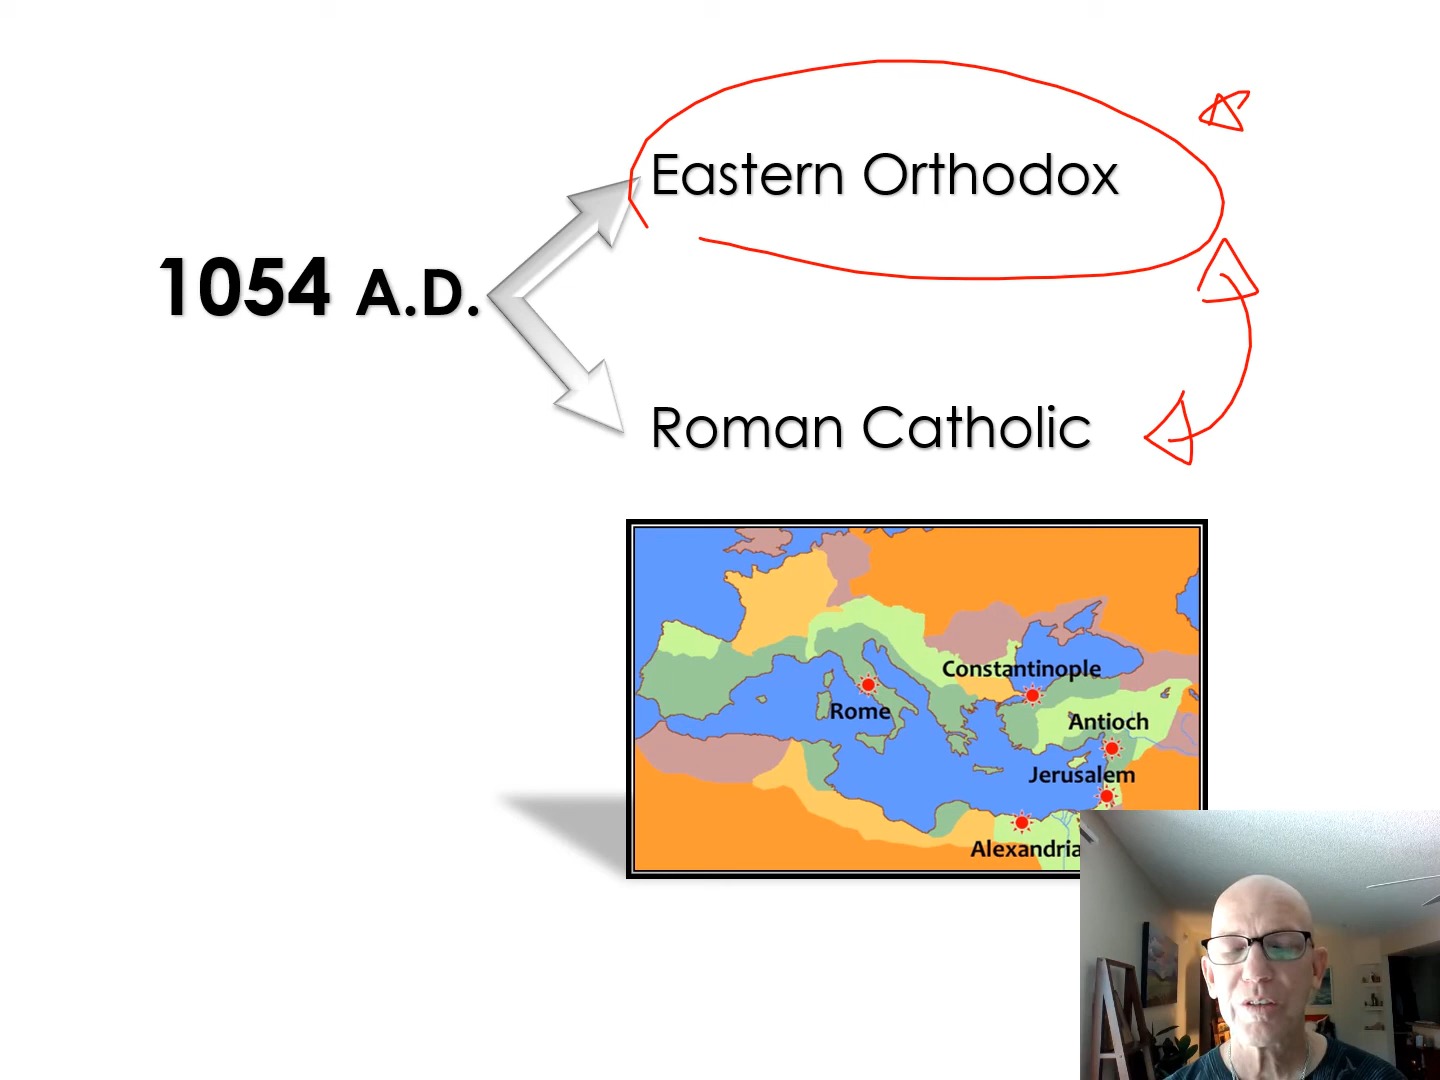 Eastern Orthodox
1054 A.D.
Roman Catholic
Constantinople
Rome
Antioch
Jerusalem
Alexandria